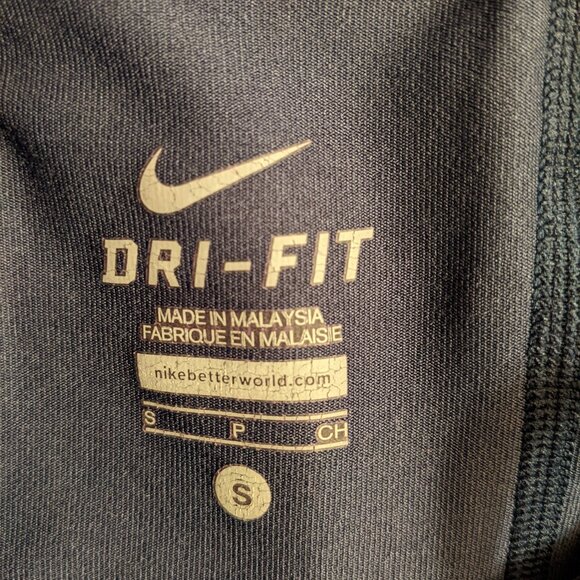 DRI-FIT
MADE IN MALAYSIA
FABRIQUE EN MALAISIE
nikebetterworld.com
S P CH
S